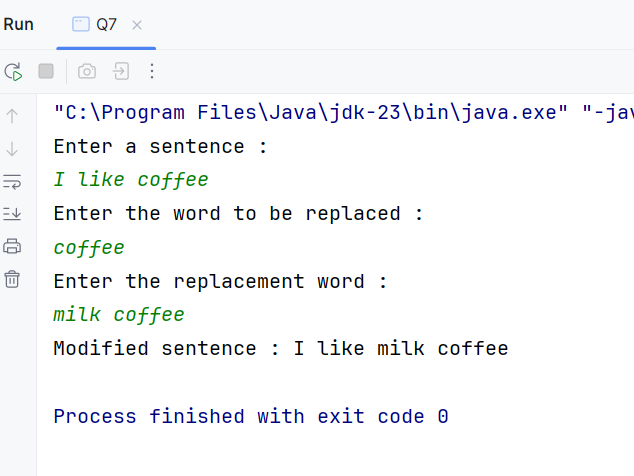 Run Q7
"C:\Program Files\Java\jdk-23\bin\java.exe" "-jav
Enter a sentence :
I like coffee
Enter the word to be replaced :
coffee
Enter the replacement word :
milk coffee
Modified sentence : I like milk coffee
Process finished with exit code 0